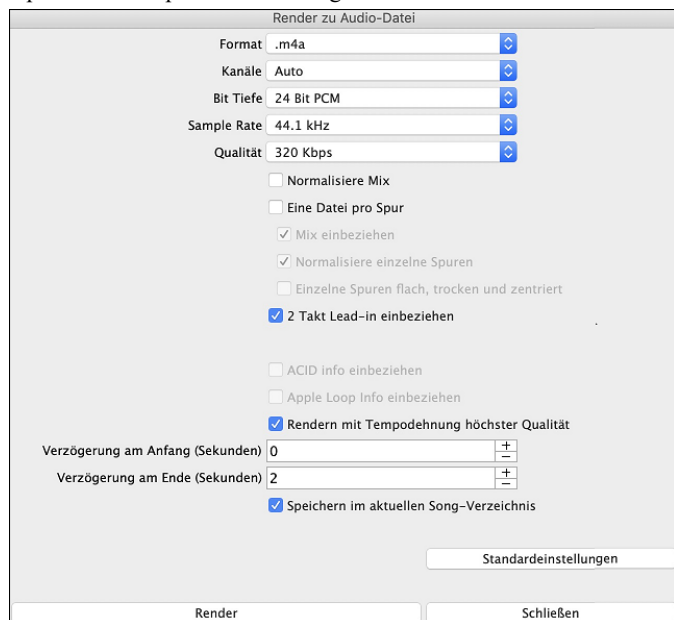 Render zu Audio-Datei
Format .m4a
Kanäle Auto
Bit Tiefe 24 Bit PCM
Sample Rate 44.1 kHz
Qualität 320 Kbps
Normalisiere Mix
Eine Datei pro Spur
Mix einbeziehen
Normalisiere einzelne Spuren
Einzelne Spuren flach, trocken und zentriert
2 Takt Lead-in einbeziehen
ACID info einbeziehen
Apple Loop Info einbeziehen
Rendern mit Tempodehnung höchster Qualität
Verzögerung am Anfang (Sekunden) 0
Verzögerung am Ende (Sekunden) 2
Speichern im aktuellen Song-Verzeichnis
Standardeinstellungen
Render Schließen